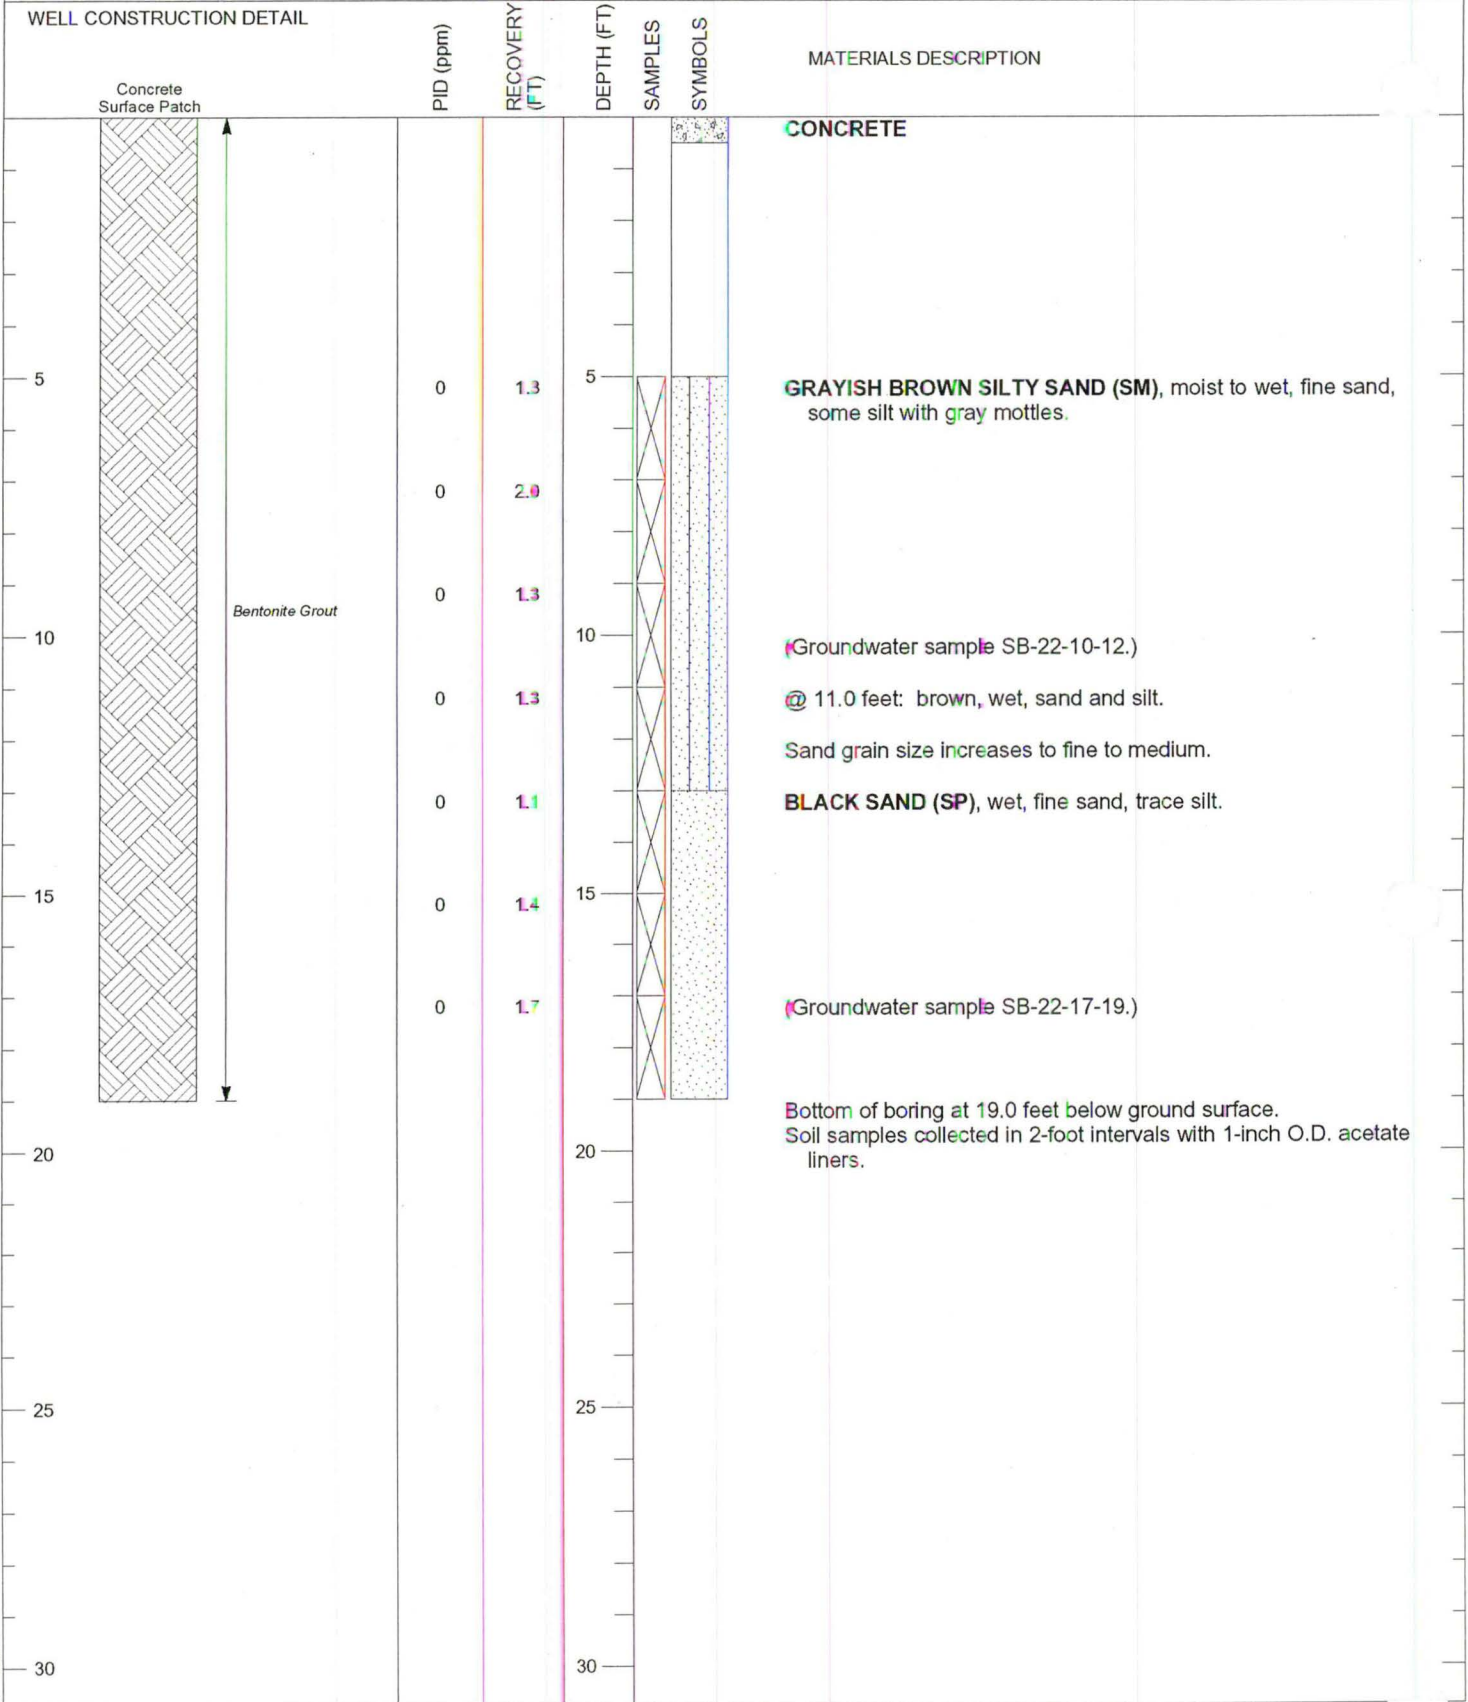 WELL CONSTRUCTION DETAIL
PID (ppm)
RECOVERY
(FT)
DEPTH (FT)
SAMPLES
SYMBOLS
MATERIALS DESCRIPTION
Concrete
Surface Patch
CONCRETE
5 0 1.3 5 GRAYISH BROWN SILTY SAND (SM), moist to wet, fine sand,
some silt with gray mottles.
0 2.0
0 1.3
Bentonite Grout
10 10 (Groundwater sample SB-22-10-12.)
0 1.3 @ 11.0 feet: brown, wet, sand and silt.
Sand grain size increases to fine to medium.
0 1.1 BLACK SAND (SP), wet, fine sand, trace silt.
15 0 1.4 15
0 1.7 (Groundwater sample SB-22-17-19.)
Bottom of boring at 19.0 feet below ground surface.
Soil samples collected in 2-foot intervals with 1-inch O.D. acetate
liners.
20 20
25 25
30 30